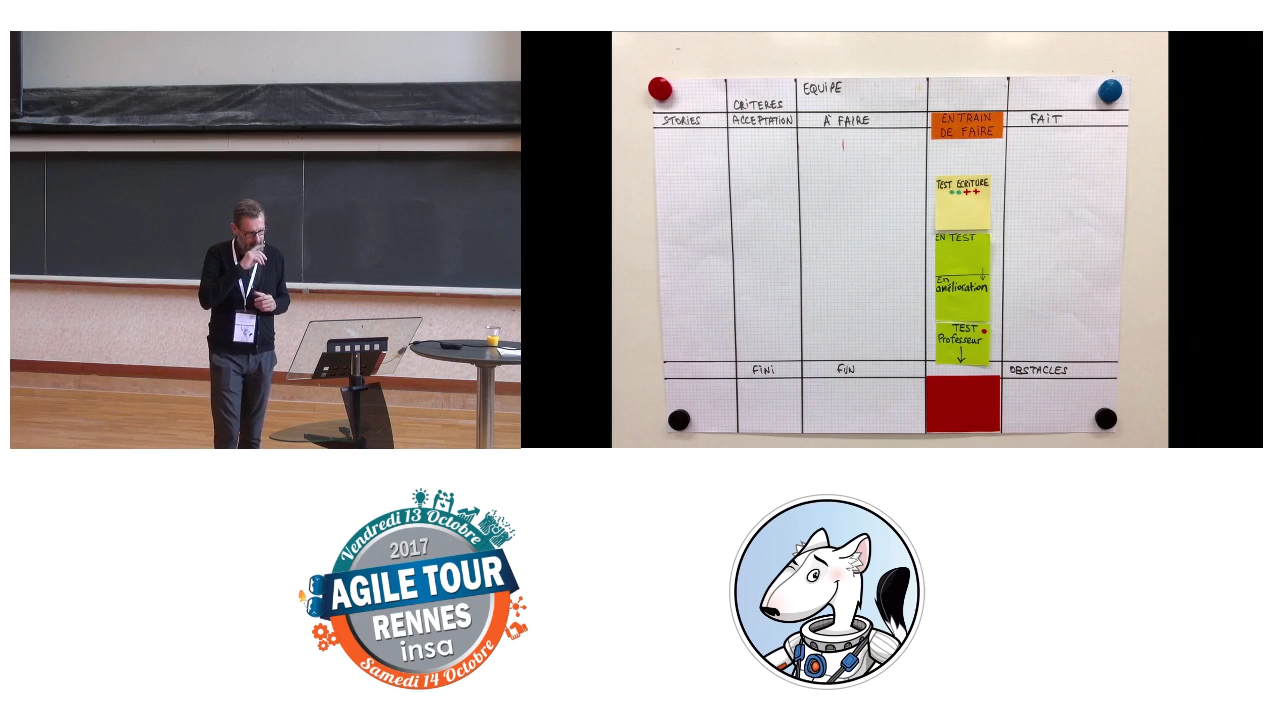 EQUIPE
CRITERES
STORIES
ACCEPTATION
À FAIRE
EN TRAIN
DE FAIRE
FAIT
TEST ECRITURE
EN TEST
En
amélioration
TEST
Professeur
FINI
FUN
OBSTACLES
Vendredi 13 Octobre
2017
AGILE TOUR
RENNES
insa
Samedi 14 Octobre